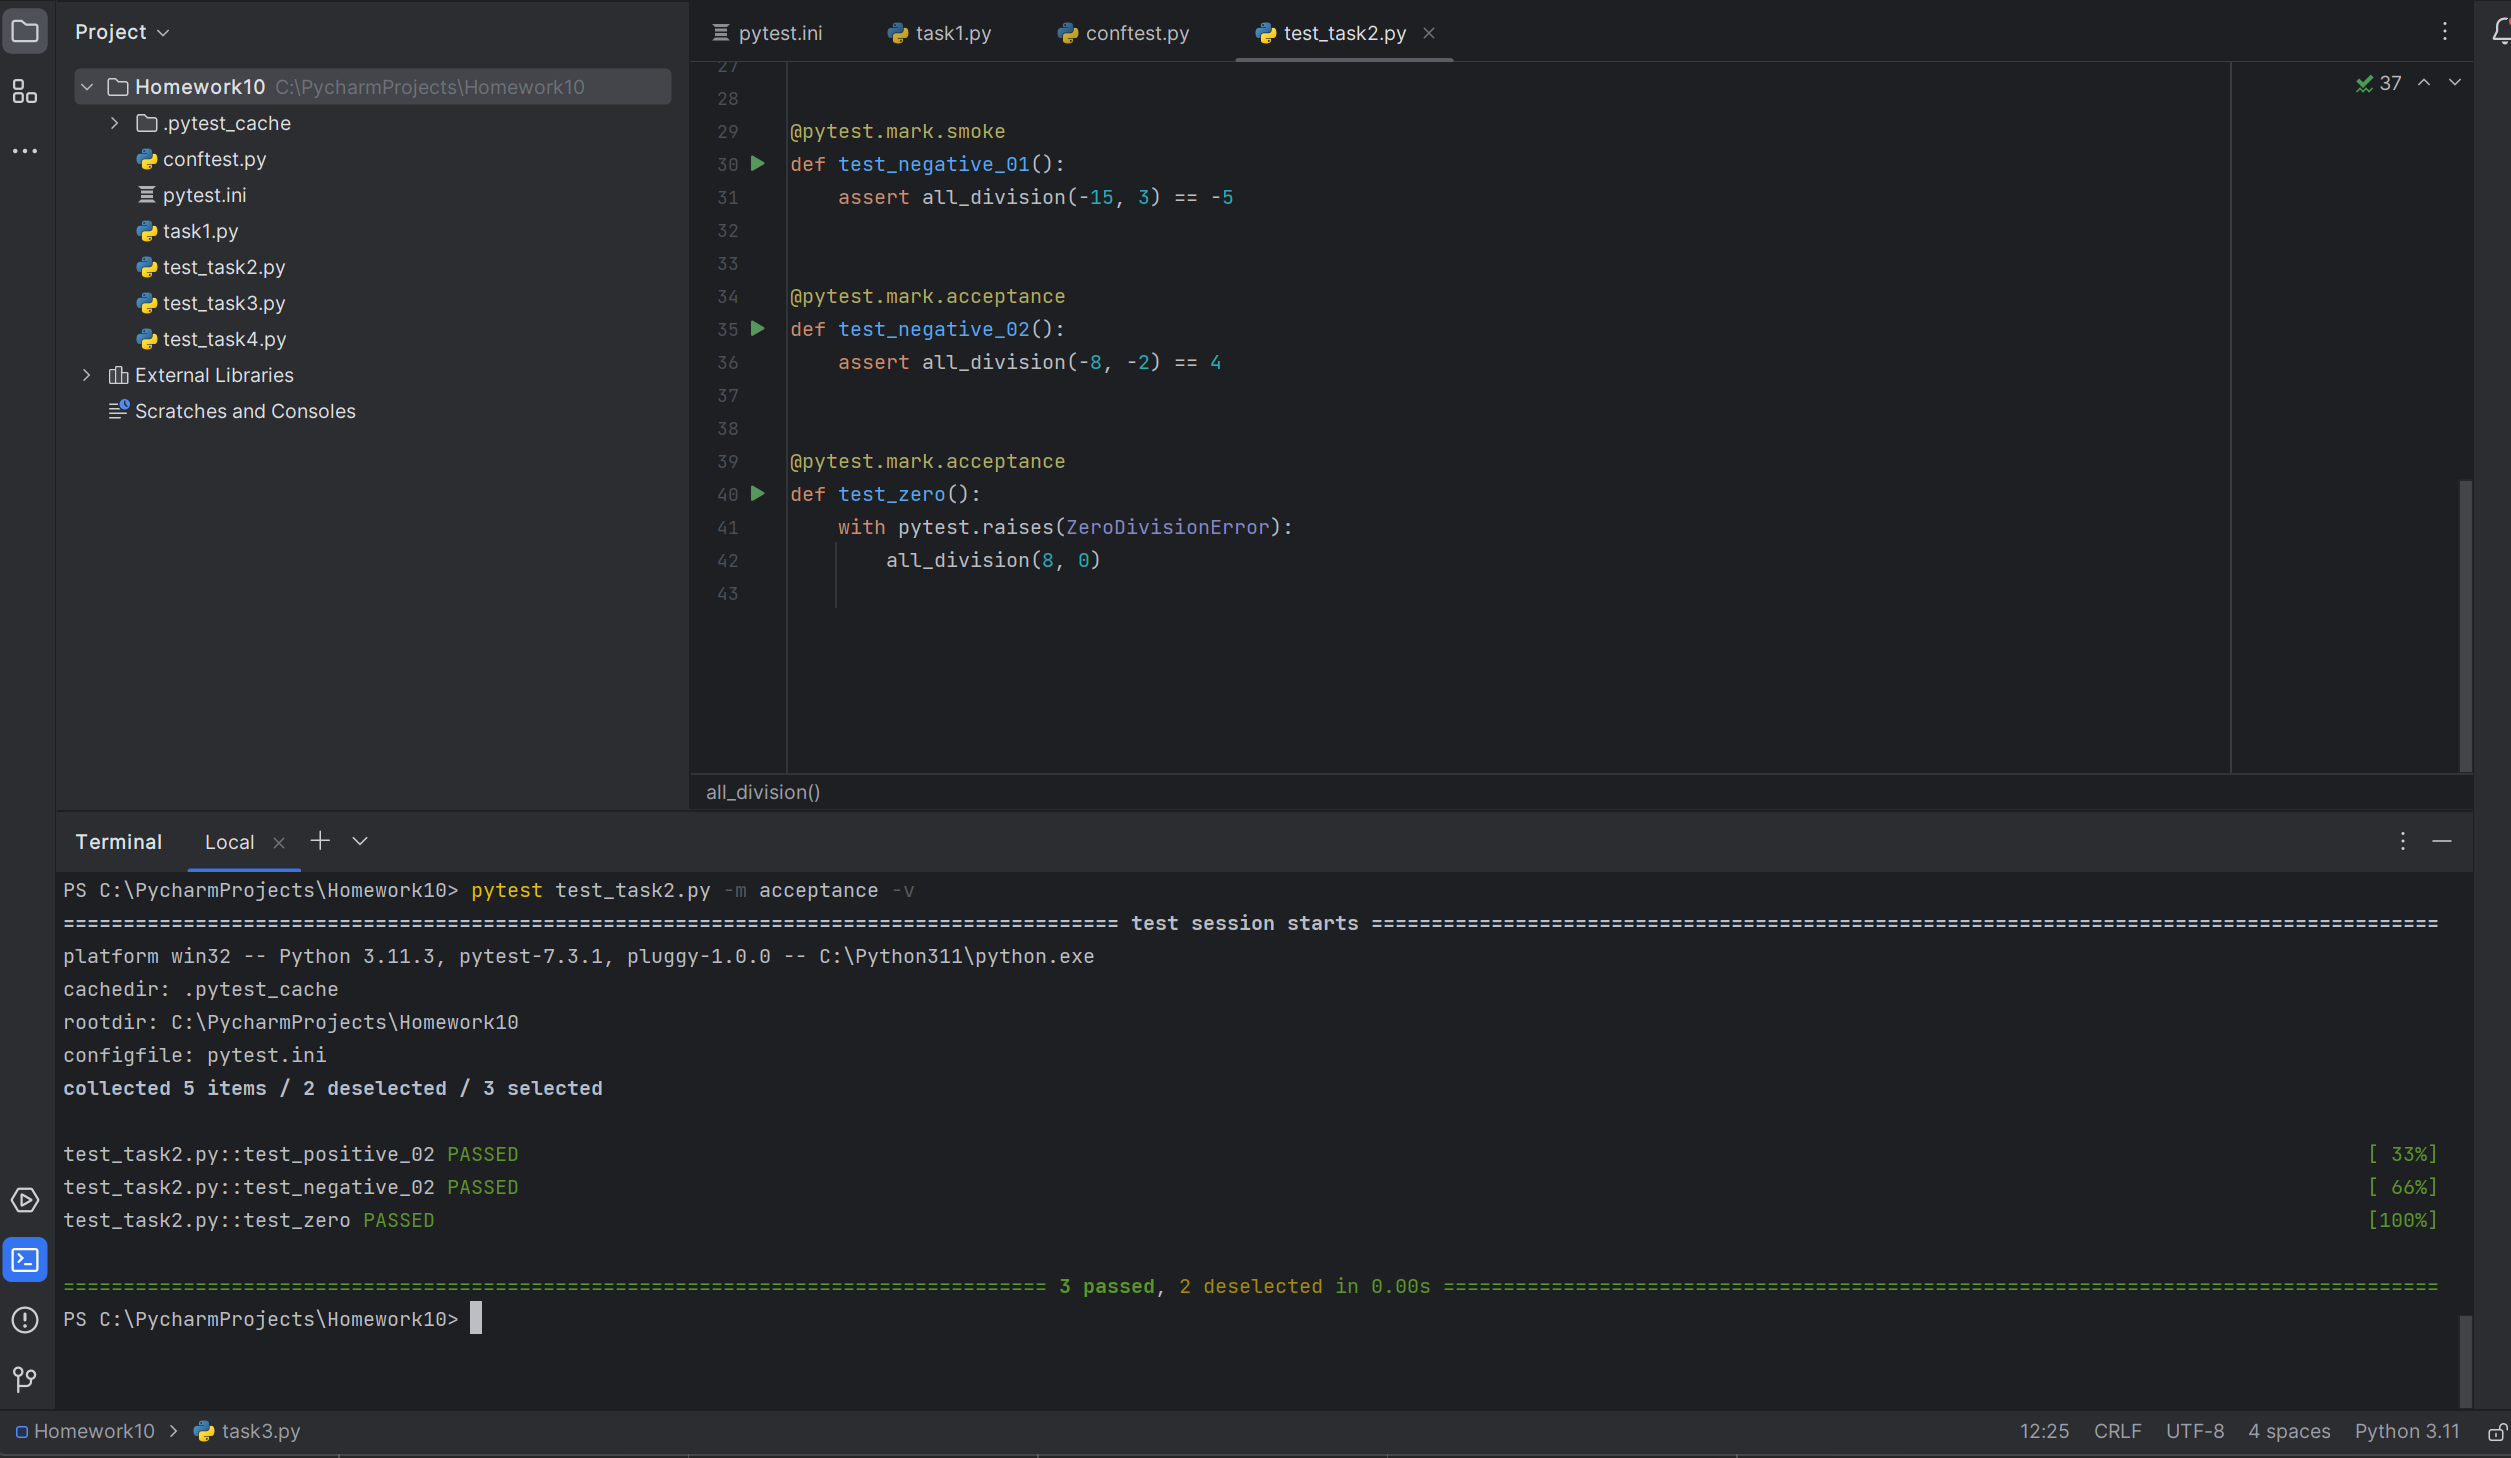 Project
Homework10 C:\PycharmProjects\Homework10
.pytest_cache
conftest.py
pytest.ini
task1.py
test_task2.py
test_task3.py
test_task4.py
External Libraries
Scratches and Consoles
pytest.ini task1.py conftest.py test_task2.py
37
27
28
29 @pytest.mark.smoke
30 def test_negative_01():
31 assert all_division(-15, 3) == -5
32
33
34 @pytest.mark.acceptance
35 def test_negative_02():
36 assert all_division(-8, -2) == 4
37
38
39 @pytest.mark.acceptance
40 def test_zero():
41 with pytest.raises(ZeroDivisionError):
42 all_division(8, 0)
43
all_division()
Terminal Local
PS C:\PycharmProjects\Homework10> pytest test_task2.py -m acceptance -v
======================================================================================== test session starts =========================================================================================
platform win32 -- Python 3.11.3, pytest-7.3.1, pluggy-1.0.0 -- C:\Python311\python.exe
cachedir: .pytest_cache
rootdir: C:\PycharmProjects\Homework10
configfile: pytest.ini
collected 5 items / 2 deselected / 3 selected
test_task2.py::test_positive_02 PASSED [ 33%]
test_task2.py::test_negative_02 PASSED [ 66%]
test_task2.py::test_zero PASSED [100%]
================================================================================== 3 passed, 2 deselected in 0.00s ===================================================================================
PS C:\PycharmProjects\Homework10>
Homework10 > task3.py
12:25 CRLF UTF-8 4 spaces Python 3.11